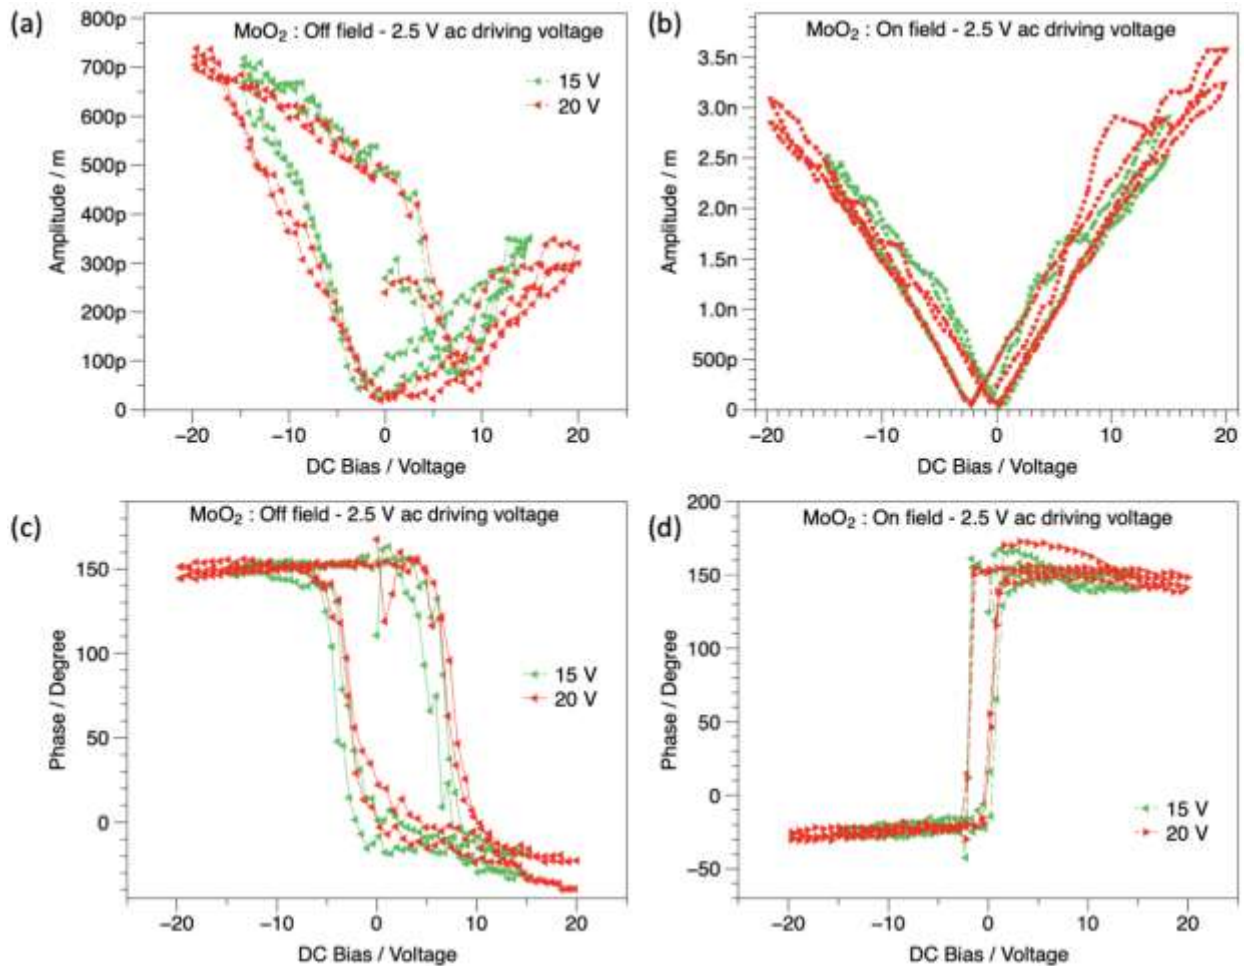 (a)
MoO₂ : Off field - 2.5 V ac driving voltage
15 V
20 V
800p
700p
600p
500p
400p
300p
200p
100p
0
Amplitude / m
−20
−10
0
10
20
DC Bias / Voltage
(b)
MoO₂ : On field - 2.5 V ac driving voltage
3.5n
3.0n
2.5n
2.0n
1.5n
1.0n
500p
0
Amplitude / m
−20
−10
0
10
20
DC Bias / Voltage
(c)
MoO₂ : Off field - 2.5 V ac driving voltage
150
100
50
0
Phase / Degree
15 V
20 V
−20
−10
0
10
20
DC Bias / Voltage
(d)
MoO₂ : On field - 2.5 V ac driving voltage
200
150
100
50
0
−50
Phase / Degree
15 V
20 V
−20
−10
0
10
20
DC Bias / Voltage